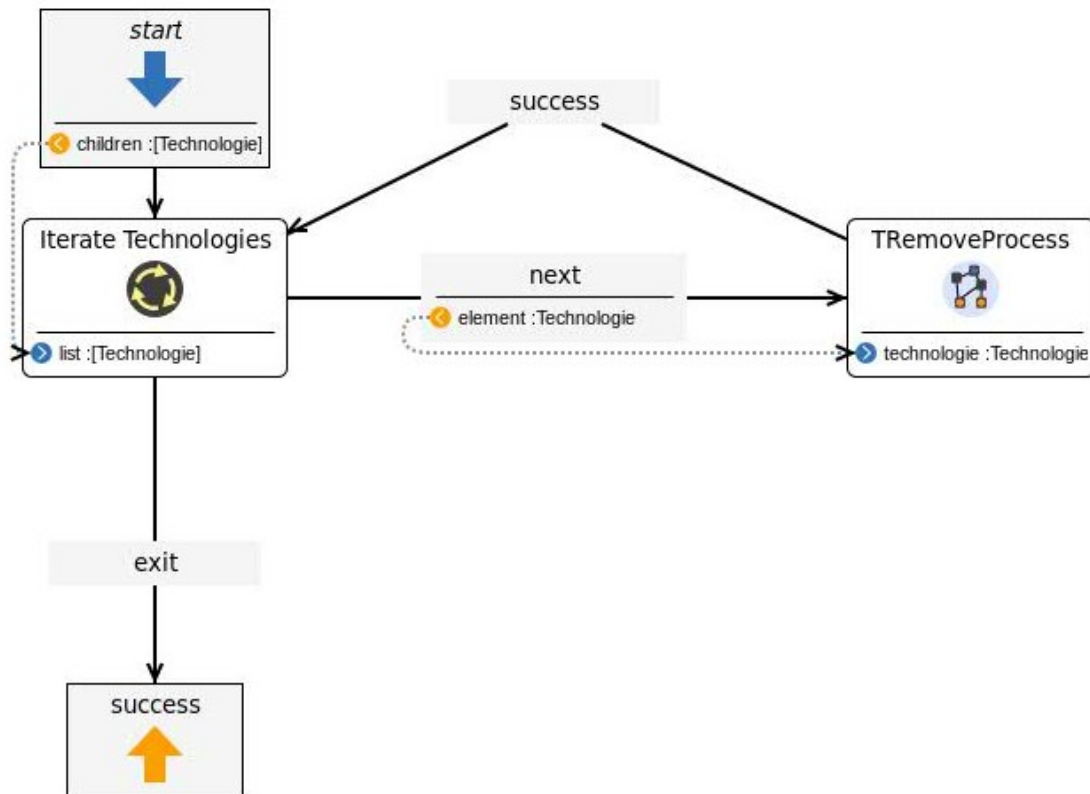 start
children :[Technologie]
success
Iterate Technologies
list :[Technologie]
next
element :Technologie
TRemoveProcess
technologie :Technologie
exit
success